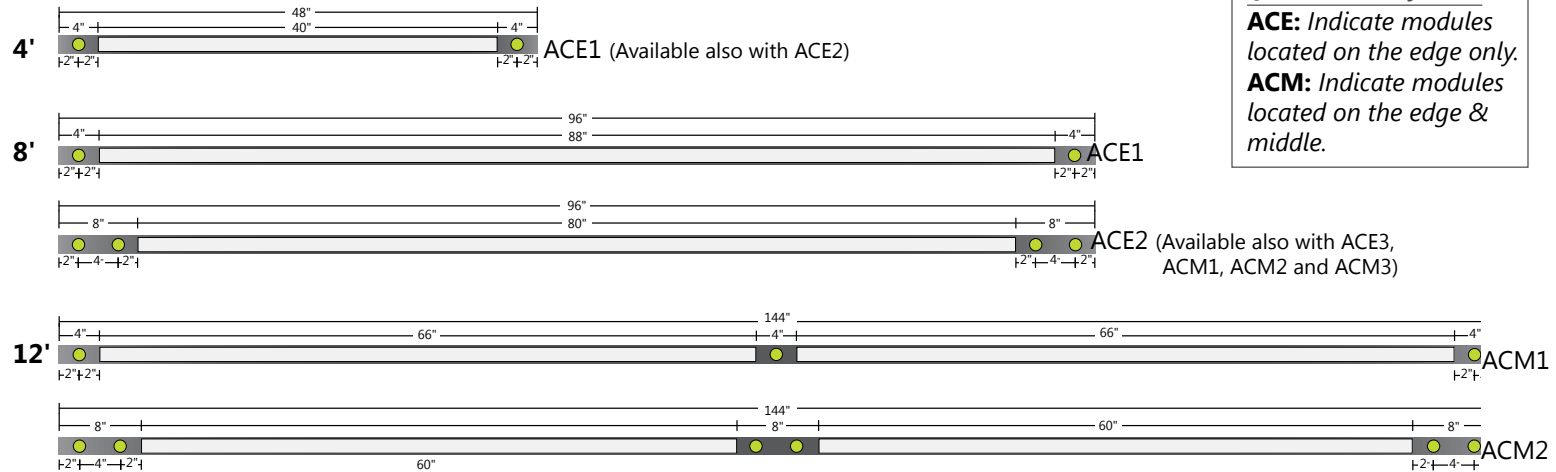 48"
4" 40" 4"
4' ACE1 (Available also with ACE2)
2" 2" 2" 2"
96"
4" 88" 4"
8' ACE1
2" 2" 2" 2"
96"
8" 80" 8"
ACE2 (Available also with ACE3,
ACM1, ACM2 and ACM3)
2" 4- 2" 2" 4- 2"
144"
4" 66" 4" 66" 4"
12' ACM1
2" 2" 2"
144"
8" 8" 60" 8"
ACM2
2" 4" 2" 60" 2- 4-
ACE: Indicate modules
located on the edge only.
ACM: Indicate modules
located on the edge &
middle.